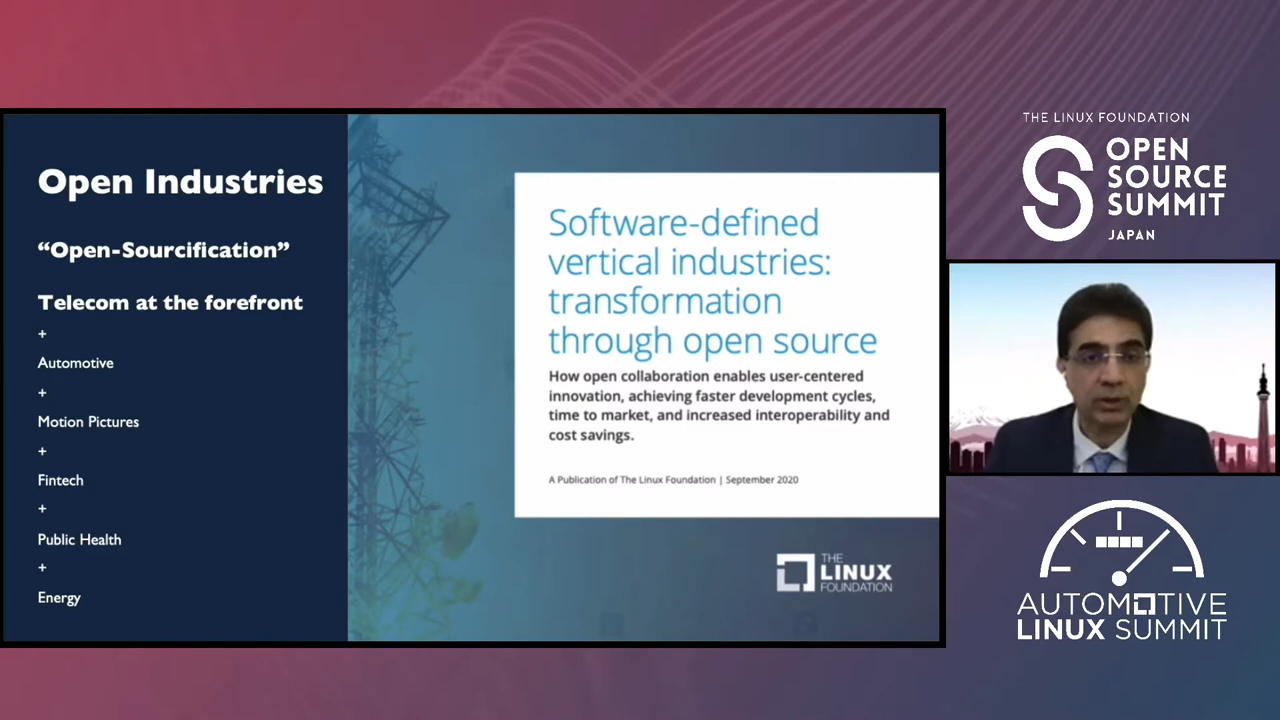 Open Industries
“Open-Sourcification”
Telecom at the forefront
+
Automotive
+
Motion Pictures
+
Fintech
+
Public Health
+
Energy
Software-defined
vertical industries:
transformation
through open source
How open collaboration enables user-centered
innovation, achieving faster development cycles,
time to market, and increased interoperability and
cost savings.
A Publication of The Linux Foundation | September 2020
THE
LINUX
FOUNDATION
THE LINUX FOUNDATION
OPEN
SOURCE
SUMMIT
JAPAN
AUTOMOTIVE
LINUX SUMMIT